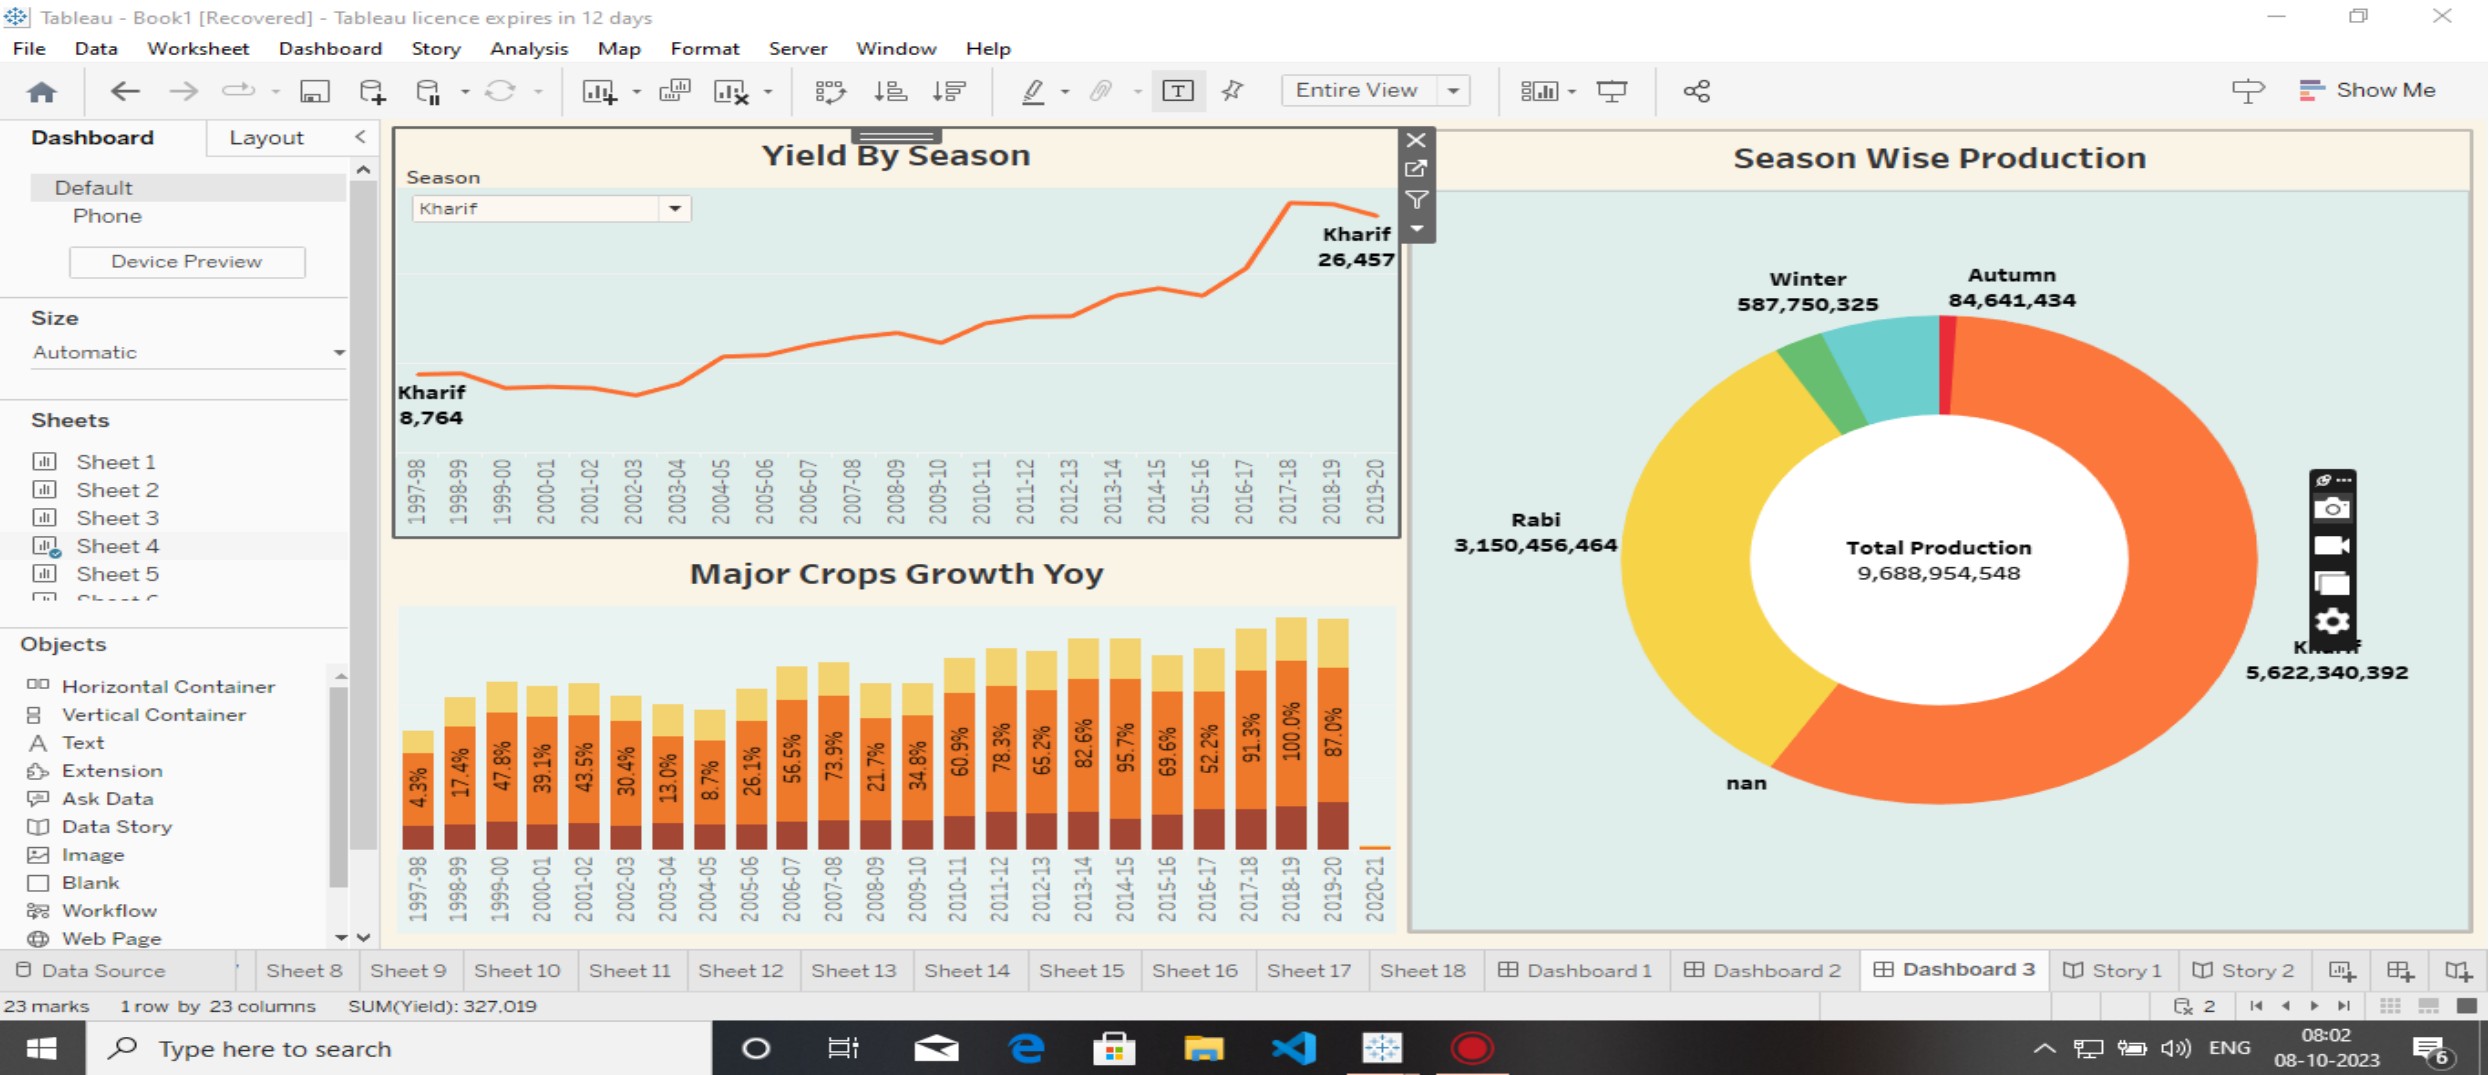 Tableau - Book1 [Recovered] - Tableau licence expires in 12 days
File Data Worksheet Dashboard Story Analysis Map Format Server Window Help
Entire View
Show Me
Dashboard Layout
Default
Phone
Device Preview
Size
Automatic
Sheets
Sheet 1
Sheet 2
Sheet 3
Sheet 4
Sheet 5
Objects
Horizontal Container
Vertical Container
Text
Extension
Ask Data
Data Story
Image
Blank
Workflow
Web Page
Yield By Season
Season
Kharif
Kharif
26,457
Kharif
8,764
1997-98 1998-99 1999-00 2000-01 2001-02 2002-03 2003-04 2004-05 2005-06 2006-07 2007-08 2008-09 2009-10 2010-11 2011-12 2012-13 2013-14 2014-15 2015-16 2016-17 2017-18 2018-19 2019-20
Major Crops Growth Yoy
4.3% 17.4% 47.8% 39.1% 43.5% 30.4% 13.0% 8.7% 26.1% 56.5% 73.9% 21.7% 34.8% 60.9% 78.3% 65.2% 82.6% 95.7% 69.6% 52.2% 91.3% 100.0% 87.0%
1997-98 1998-99 1999-00 2000-01 2001-02 2002-03 2003-04 2004-05 2005-06 2006-07 2007-08 2008-09 2009-10 2010-11 2011-12 2012-13 2013-14 2014-15 2015-16 2016-17 2017-18 2018-19 2019-20 2020-21
Season Wise Production
Winter
587,750,325
Autumn
84,641,434
Rabi
3,150,456,464
Total Production
9,688,954,548
5,622,340,392
nan
Data Source Sheet 8 Sheet 9 Sheet 10 Sheet 11 Sheet 12 Sheet 13 Sheet 14 Sheet 15 Sheet 16 Sheet 17 Sheet 18 Dashboard 1 Dashboard 2 Dashboard 3 Story 1 Story 2
23 marks 1 row by 23 columns SUM(Yield): 327,019
2
Type here to search
ENG
08:02
08-10-2023
6